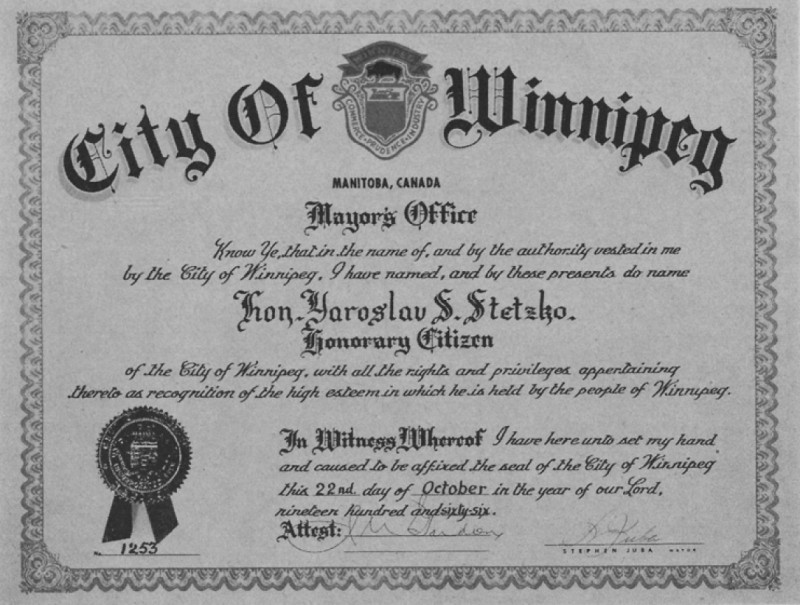 City Of Winnipeg
WINNIPEG
COMMERCE PRUDENCE INDUSTRY
MANITOBA, CANADA
Mayor's Office
Know Ye, that in the name of, and by the authority vested in me
by the City of Winnipeg, I have named, and by these presents do name
Hon. Yaroslav S. Stetzko.
Honorary Citizen
of the City of Winnipeg, with all the rights and privileges appertaining
thereto as recognition of the high esteem in which he is held by the people of Winnipeg.
In Witness Whereof I have here unto set my hand
and caused to be affixed the seal of the City of Winnipeg
this 22nd. day of October in the year of our Lord,
nineteen hundred and sixty-six.
Attest:
No. 1253
STEPHEN JUBA MAYOR